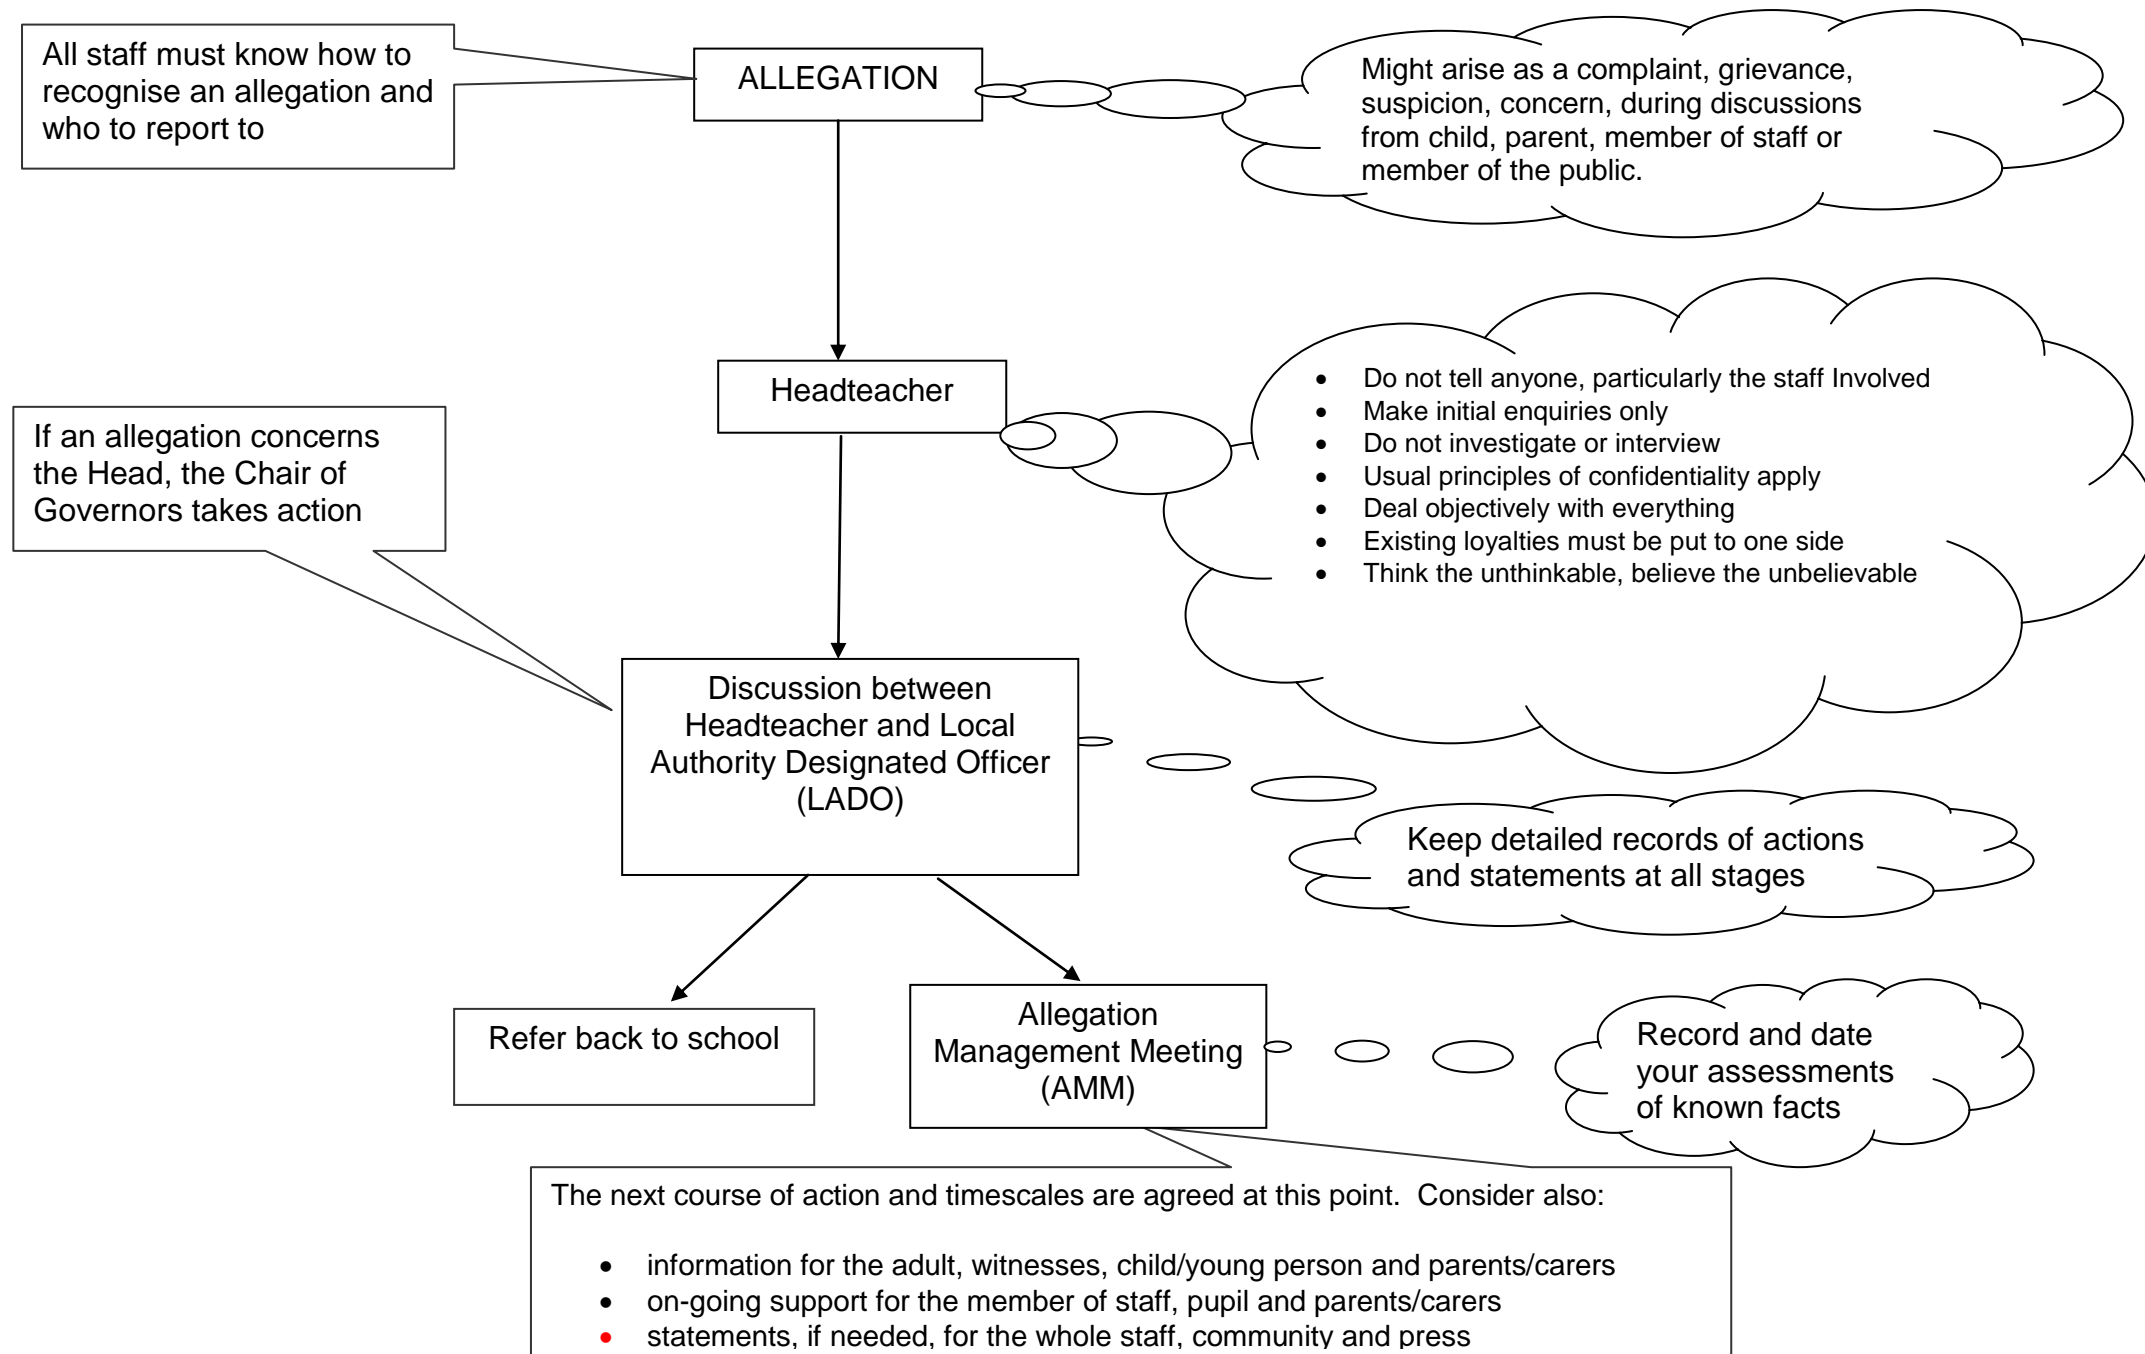 All staff must know how to
recognise an allegation and
who to report to
ALLEGATION
Might arise as a complaint, grievance,
suspicion, concern, during discussions
from child, parent, member of staff or
member of the public.
Headteacher
• Do not tell anyone, particularly the staff Involved
• Make initial enquiries only
• Do not investigate or interview
• Usual principles of confidentiality apply
• Deal objectively with everything
• Existing loyalties must be put to one side
• Think the unthinkable, believe the unbelievable
If an allegation concerns
the Head, the Chair of
Governors takes action
Discussion between
Headteacher and Local
Authority Designated Officer
(LADO)
Keep detailed records of actions
and statements at all stages
Refer back to school
Allegation
Management Meeting
(AMM)
Record and date
your assessments
of known facts
The next course of action and timescales are agreed at this point.  Consider also:
• information for the adult, witnesses, child/young person and parents/carers
• on-going support for the member of staff, pupil and parents/carers
• statements, if needed, for the whole staff, community and press